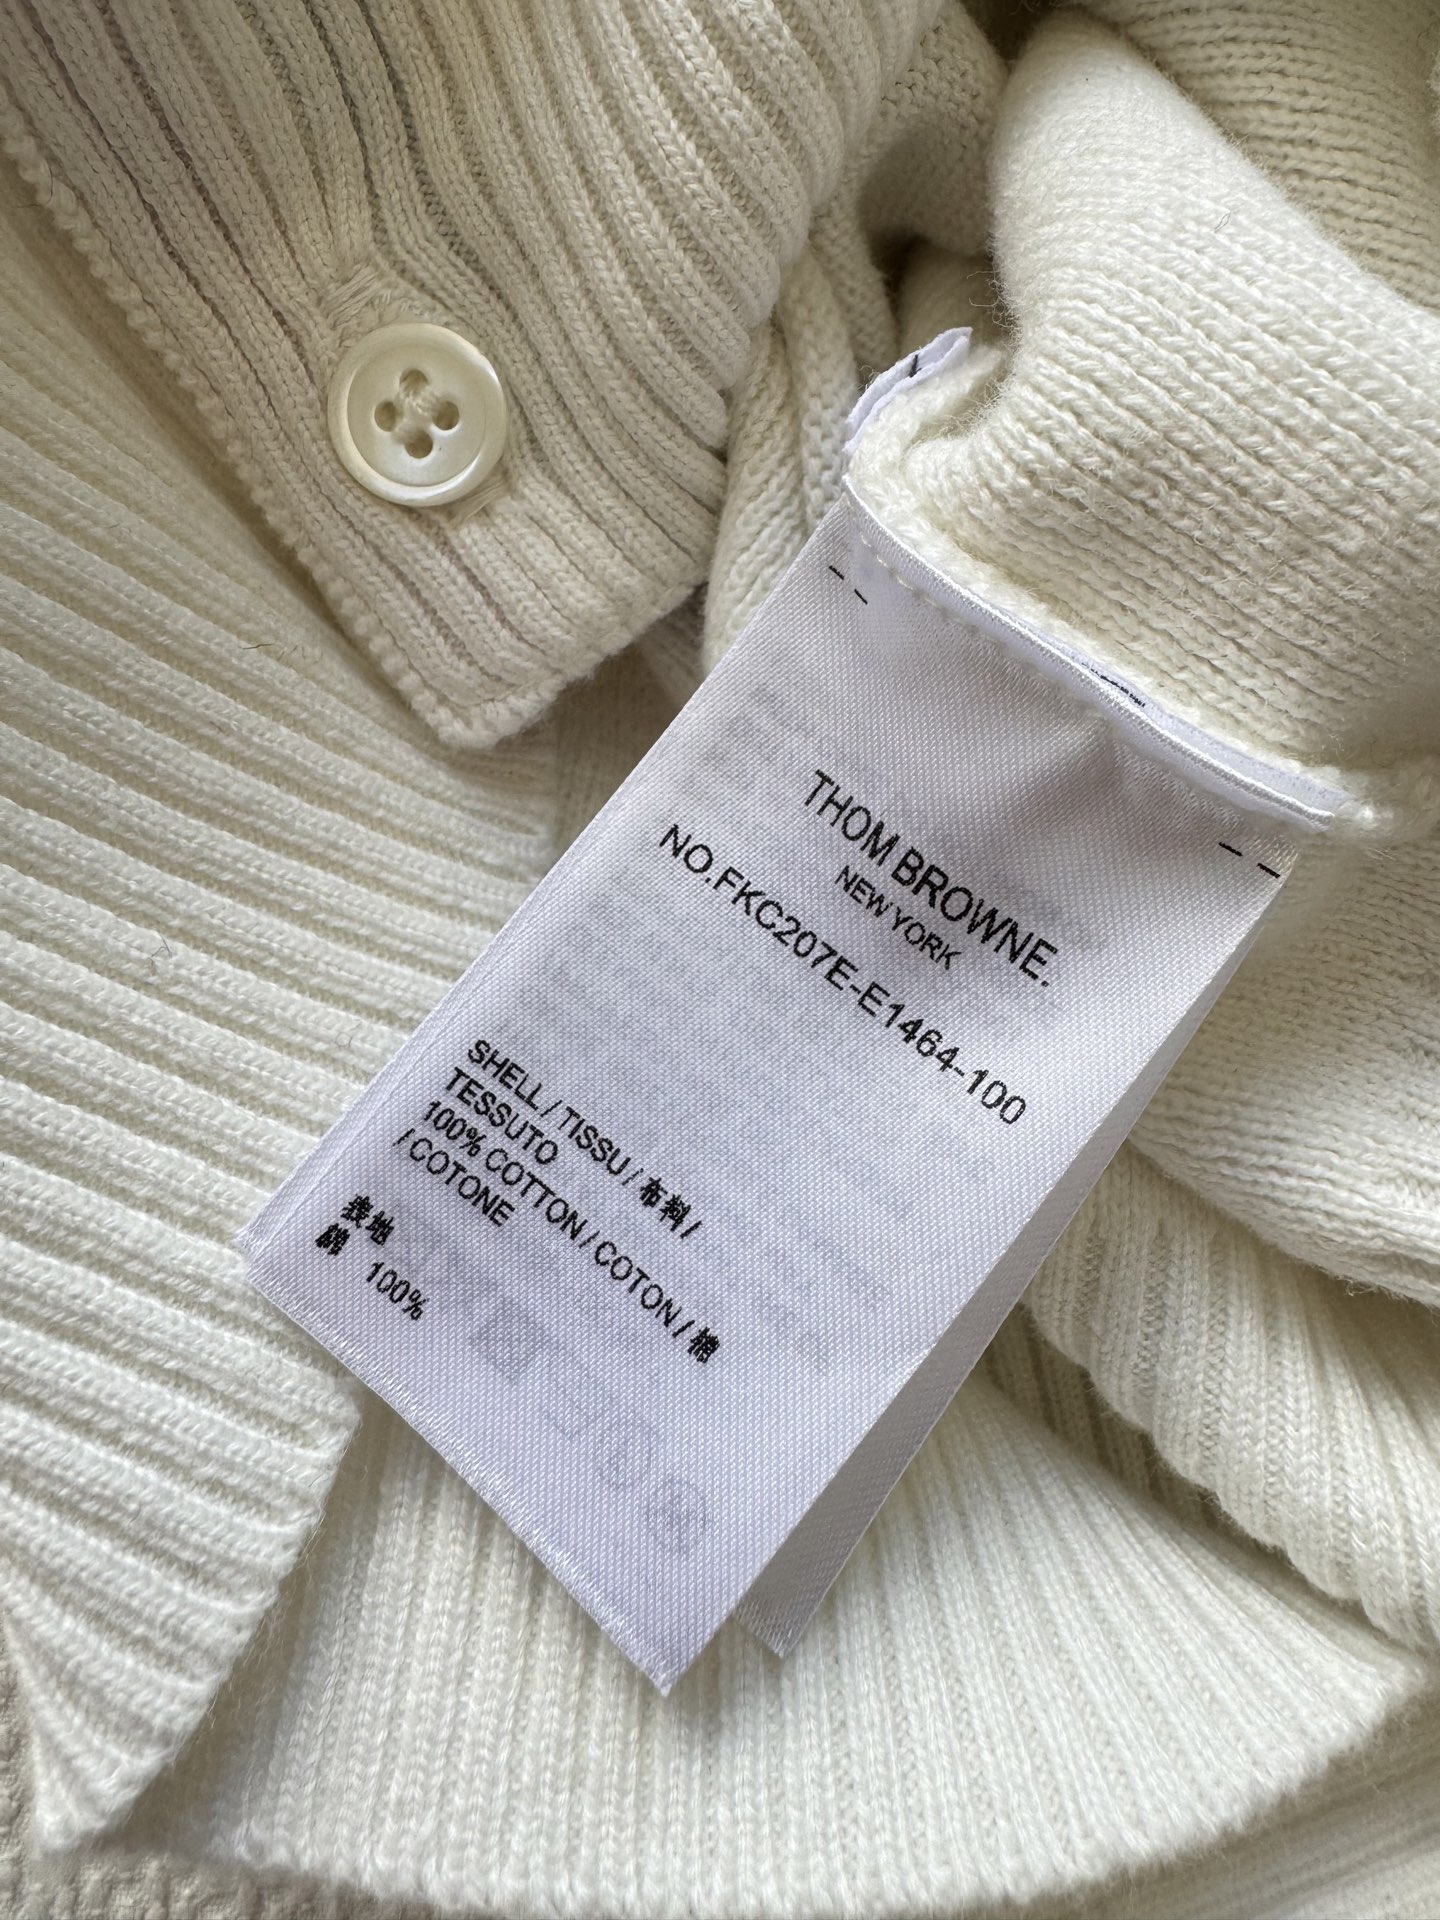 THOM BROWNE.
NEW YORK
NO.FKC207E-E1464-100
SHELL / TISSU / 布料 /
TESSUTO
100% COTTON / COTON / 棉
/ COTONE
表地
綿 100%